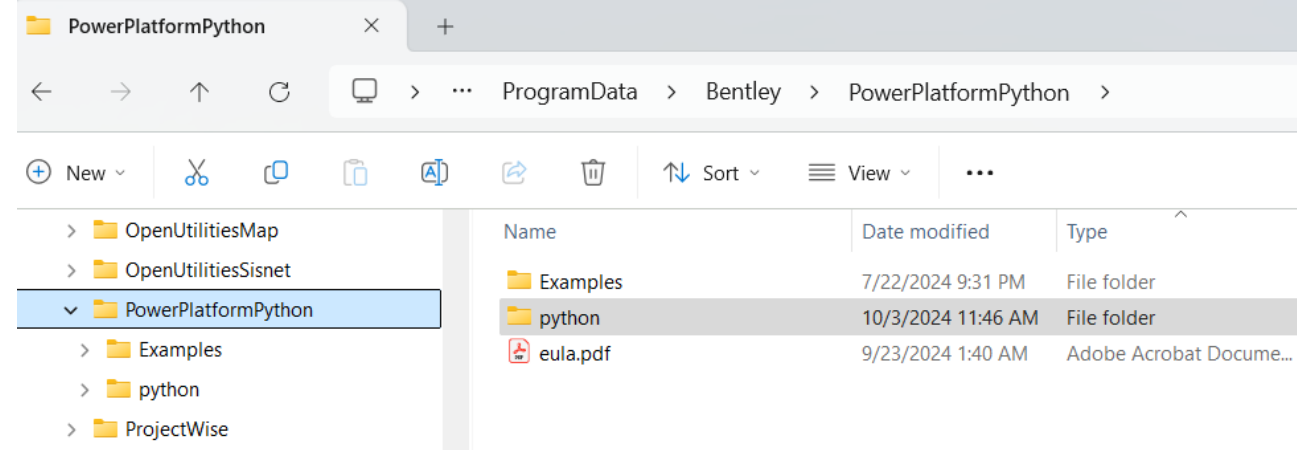 PowerPlatformPython
ProgramData > Bentley > PowerPlatformPython >
New Sort View
OpenUtilitiesMap
OpenUtilitiesSisnet
PowerPlatformPython
Examples
python
ProjectWise
Name Date modified Type
Examples 7/22/2024 9:31 PM File folder
python 10/3/2024 11:46 AM File folder
eula.pdf 9/23/2024 1:40 AM Adobe Acrobat Docume...